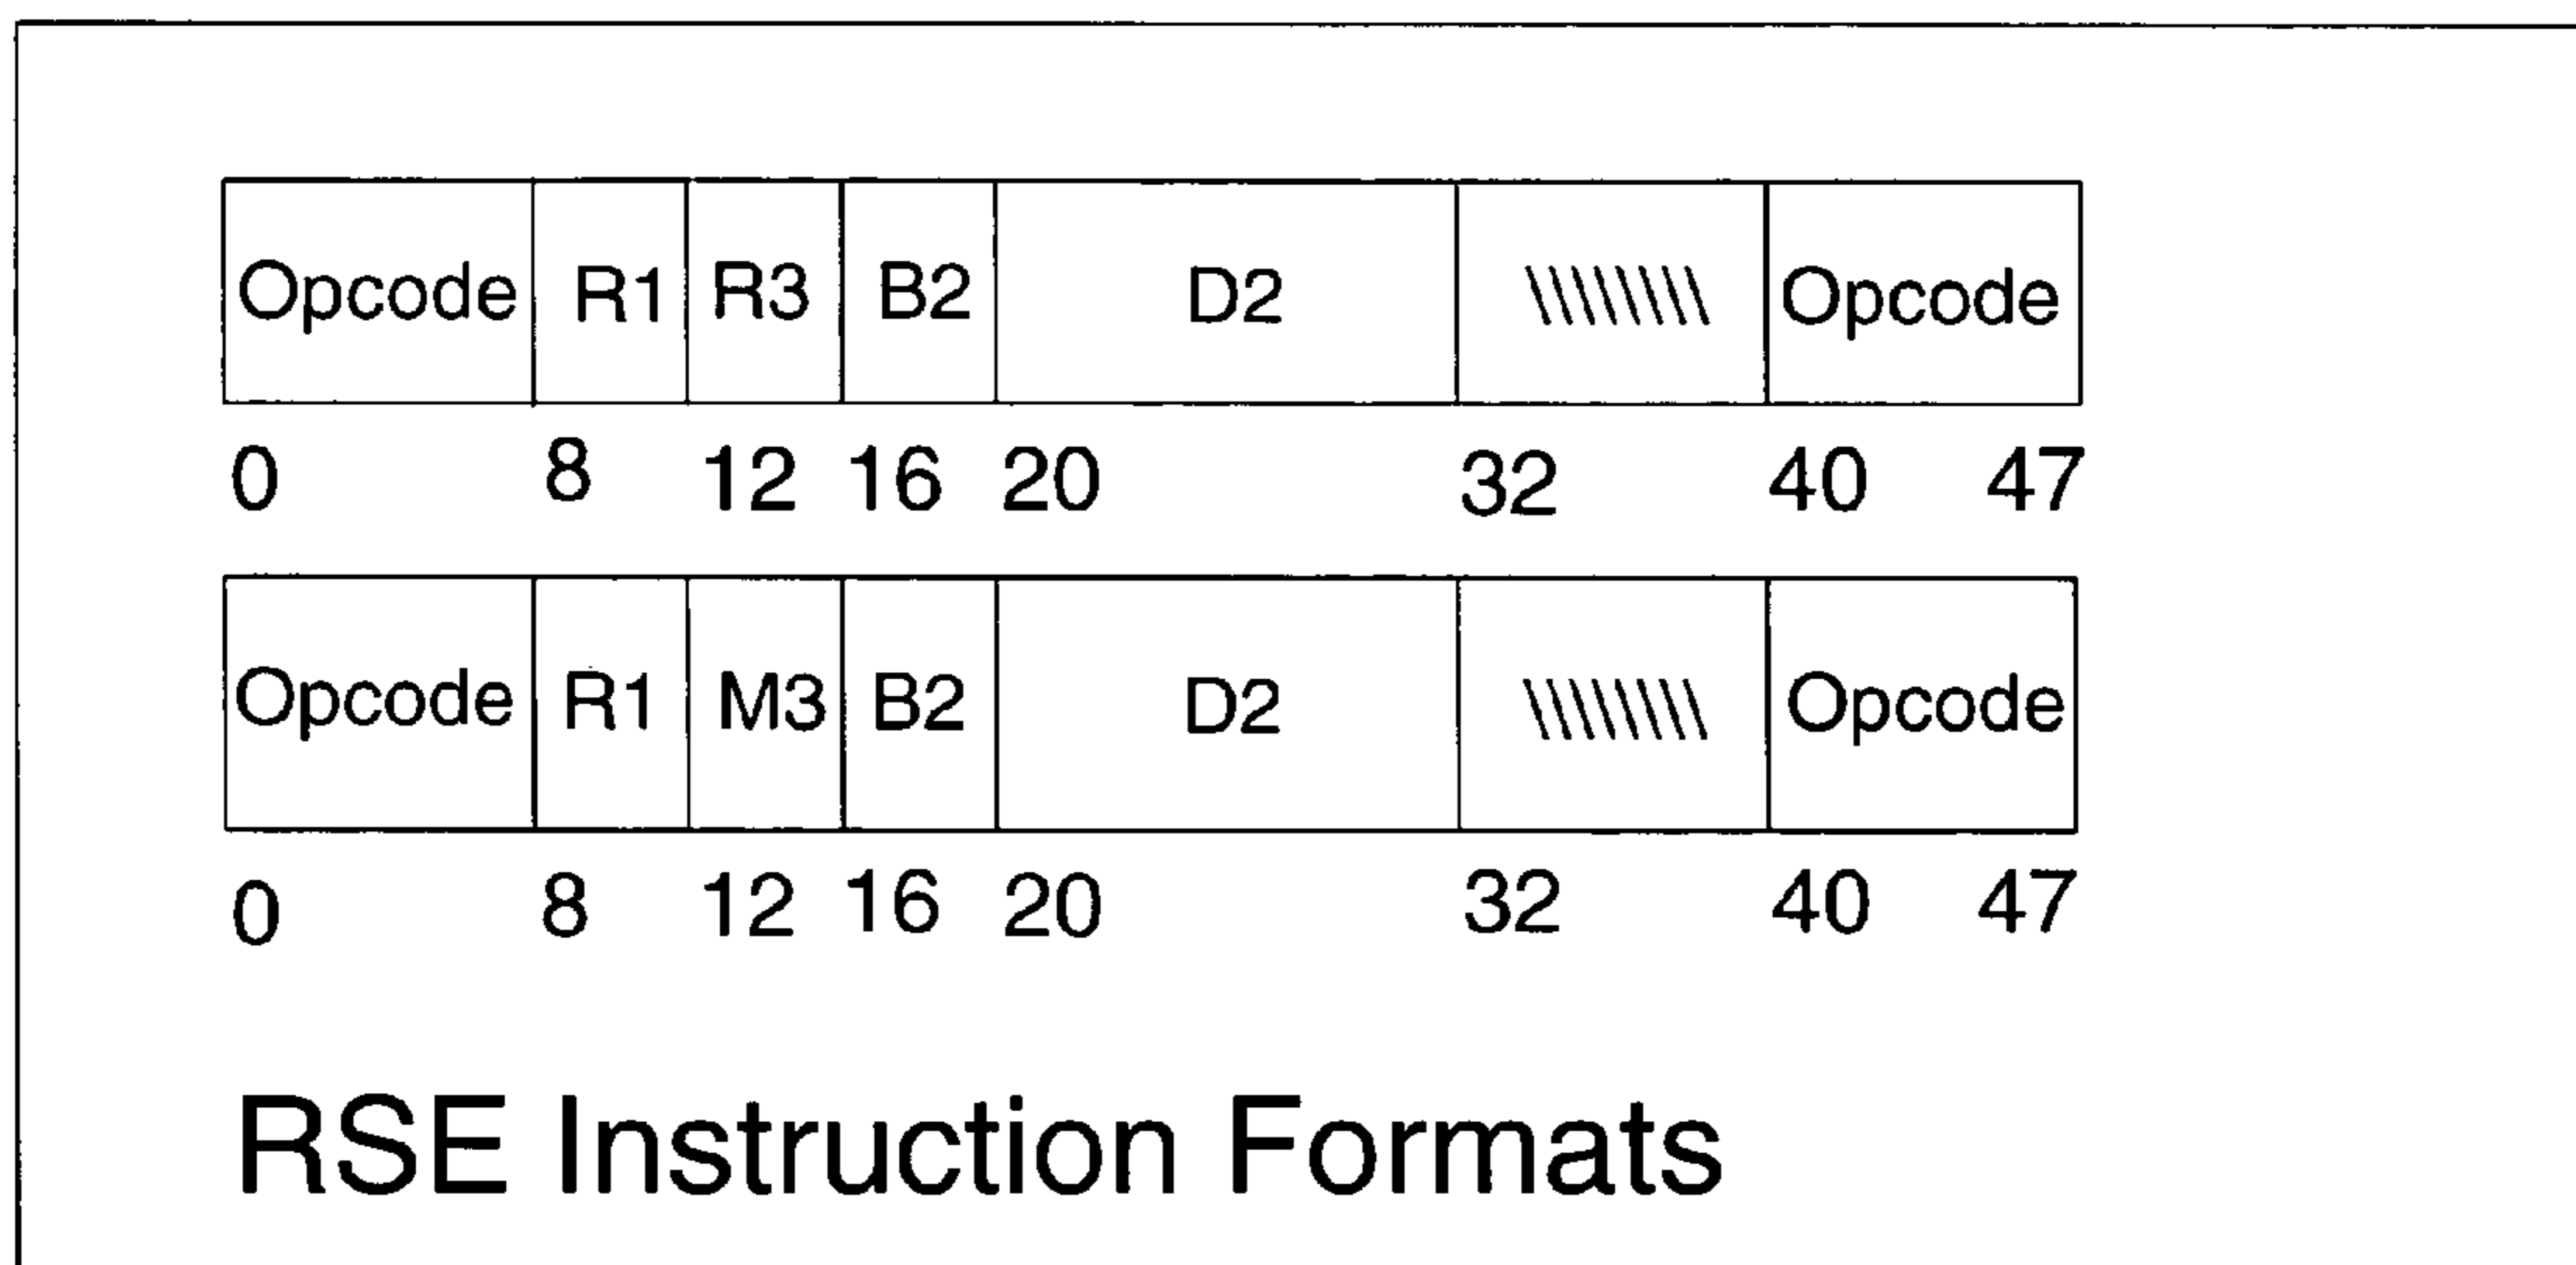 Opcode R1 R3 B2 D2 \\\\\\\\ Opcode
0 8 12 16 20 32 40 47
Opcode R1 M3 B2 D2 \\\\\\\\ Opcode
0 8 12 16 20 32 40 47
RSE Instruction Formats